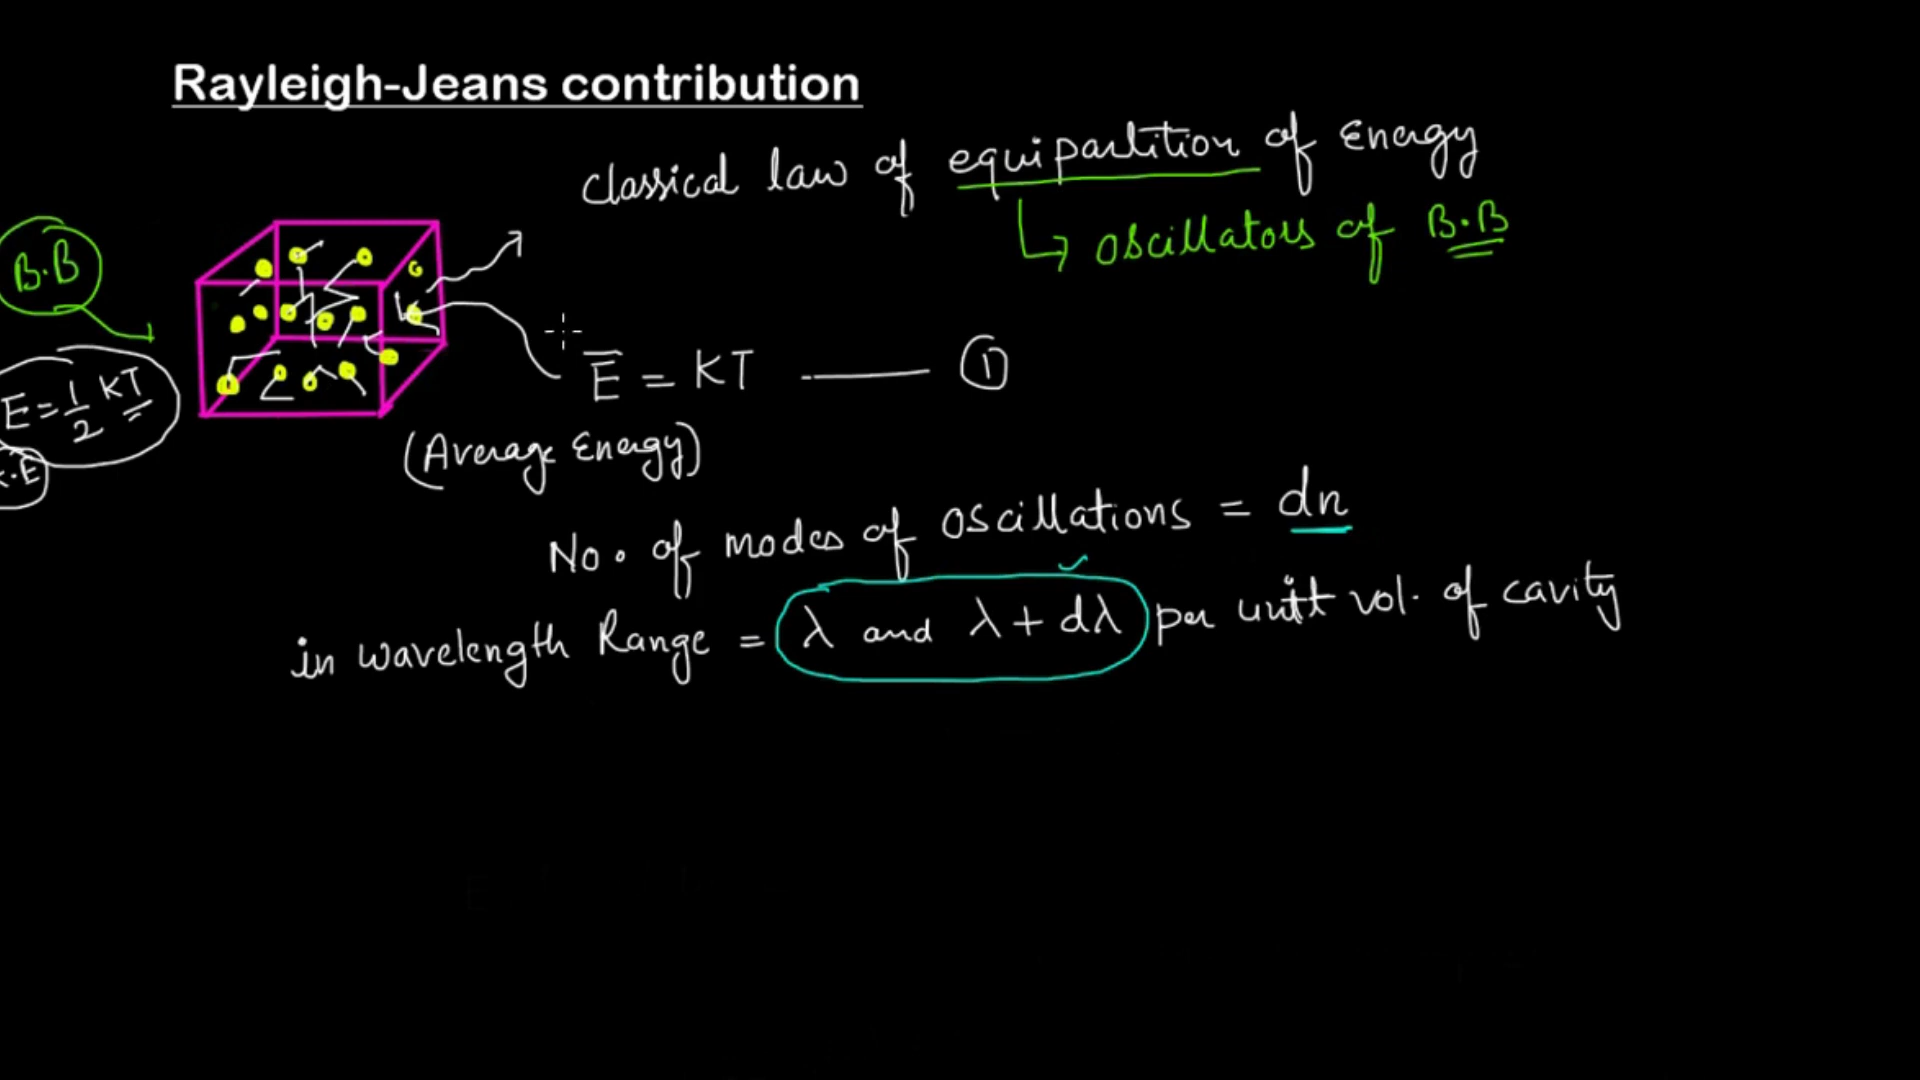 Rayleigh-Jeans contribution
classical law of equipartition of Energy
oscillators of B.B
B.B
E = 1/2 KT
K.E
E̅ = KT —— ①
(Average Energy)
No. of modes of oscillations = dn
in wavelength Range = λ and λ + dλ per unit vol. of cavity